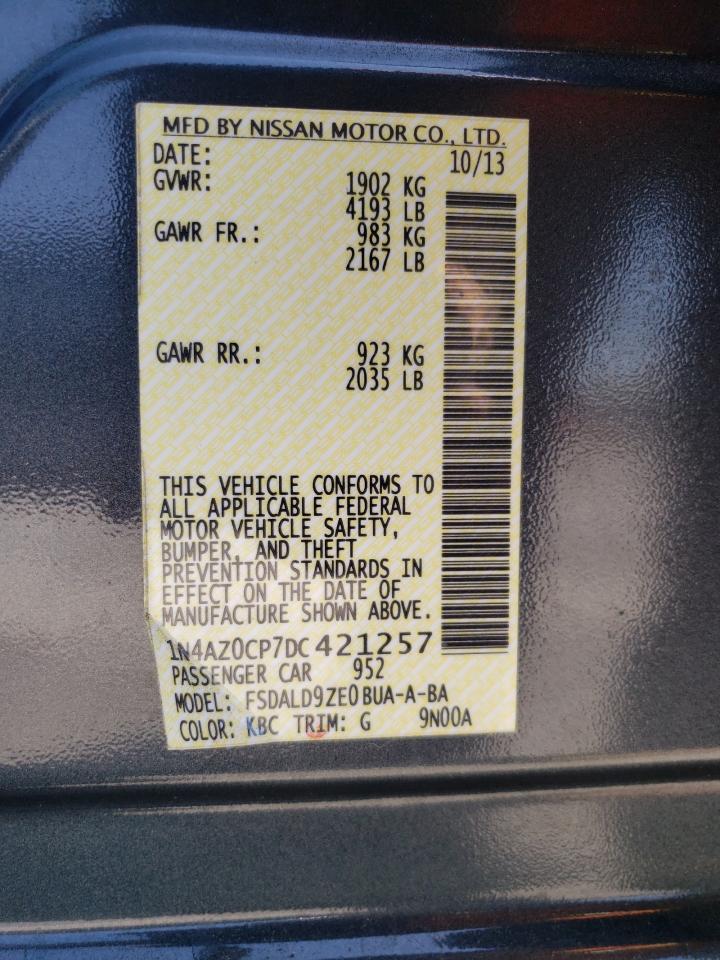 MFD BY NISSAN MOTOR CO., LTD.
DATE: 10/13
GVWR: 1902 KG
4193 LB
GAWR FR.: 983 KG
2167 LB
GAWR RR.: 923 KG
2035 LB
THIS VEHICLE CONFORMS TO
ALL APPLICABLE FEDERAL
MOTOR VEHICLE SAFETY,
BUMPER, AND THEFT
PREVENTION STANDARDS IN
EFFECT ON THE DATE OF
MANUFACTURE SHOWN ABOVE.
1N4AZ0CP7DC421257
PASSENGER CAR 952
MODEL: FSDALD9ZE0BUA-A-BA
COLOR: KBC TRIM: G 9N00A